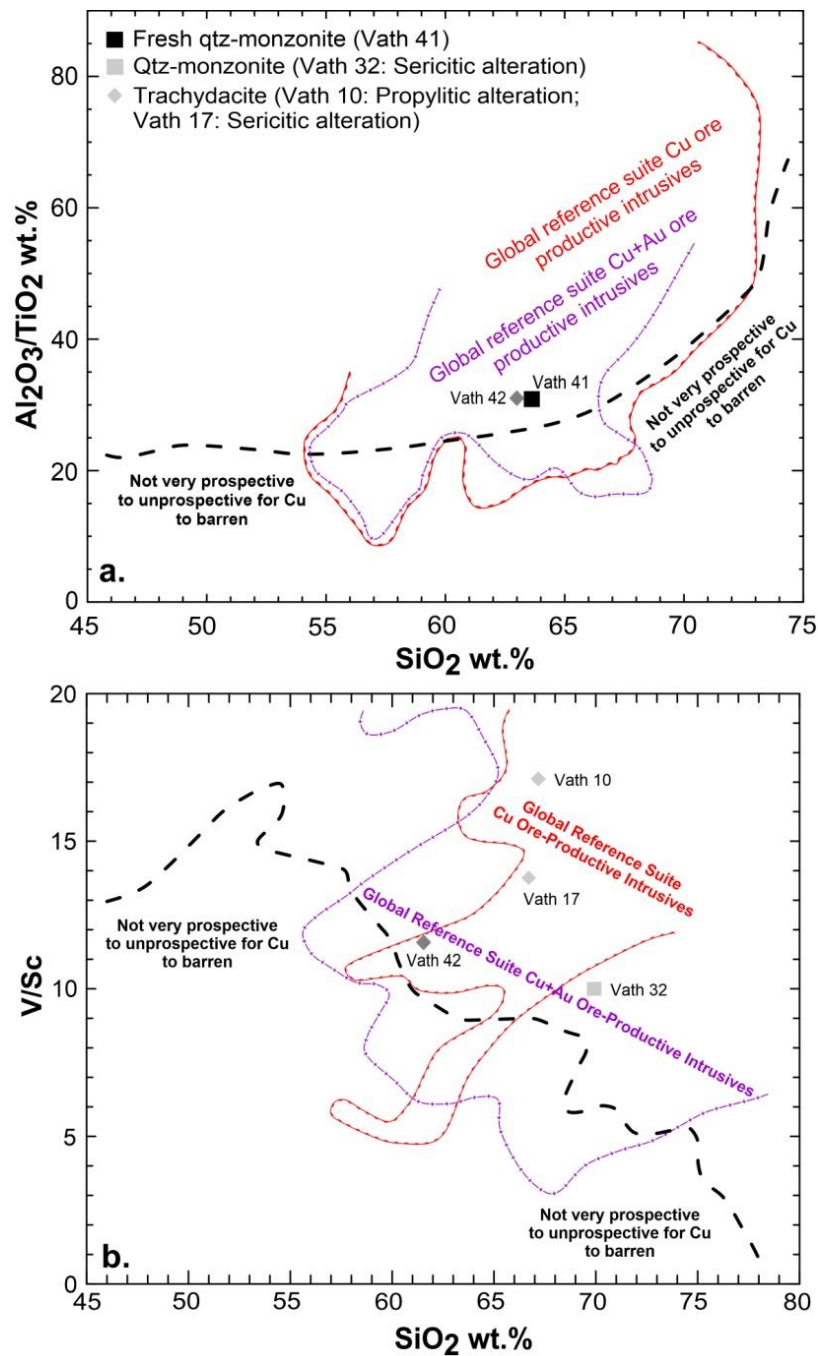 Fresh qtz-monzonite (Vath 41)
Qtz-monzonite (Vath 32: Sericitic alteration)
Trachydacite (Vath 10: Propylitic alteration;
Vath 17: Sericitic alteration)
80
60
40
20
0
Al2O3/TiO2 wt.%
Global reference suite Cu ore
productive intrusives
Global reference suite Cu+Au ore
productive intrusives
Vath 42
Vath 41
Not very prospective
to unprospective for Cu
to barren
Not very prospective
to unprospective for Cu
to barren
a.
45 50 55 60 65 70 75
SiO2 wt.%
20
15
10
5
0
V/Sc
Vath 10
Global Reference Suite
Cu Ore-Productive Intrusives
Vath 17
Global Reference Suite Cu+Au Ore-Productive Intrusives
Vath 42
Vath 32
Not very prospective
to unprospective for Cu
to barren
Not very prospective
to unprospective for Cu
to barren
b.
45 50 55 60 65 70 75 80
SiO2 wt.%